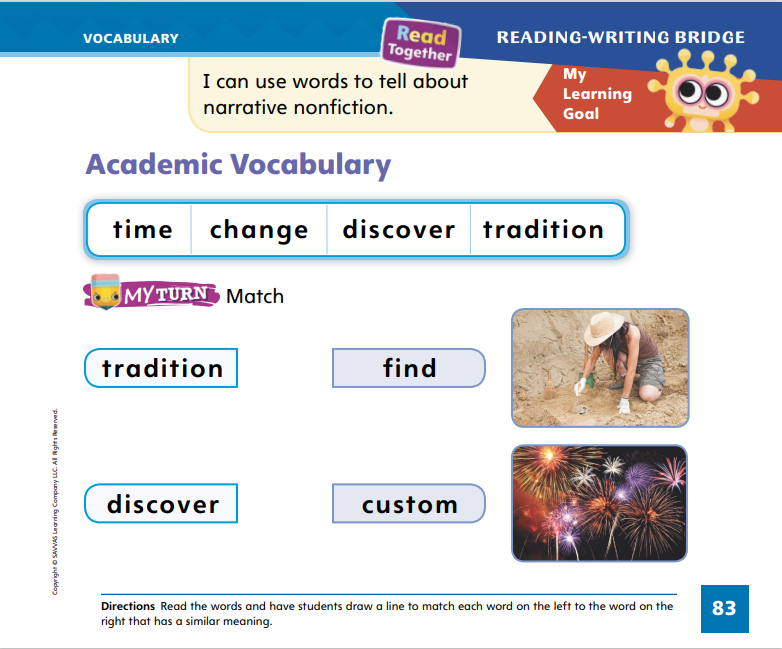 VOCABULARY
Read
Together
READING-WRITING BRIDGE
I can use words to tell about
narrative nonfiction.
My
Learning
Goal
Academic Vocabulary
time change discover tradition
MY TURN Match
tradition find
discover custom
Copyright © SAVVAS Learning Company LLC. All Rights Reserved.
Directions Read the words and have students draw a line to match each word on the left to the word on the
right that has a similar meaning.
83